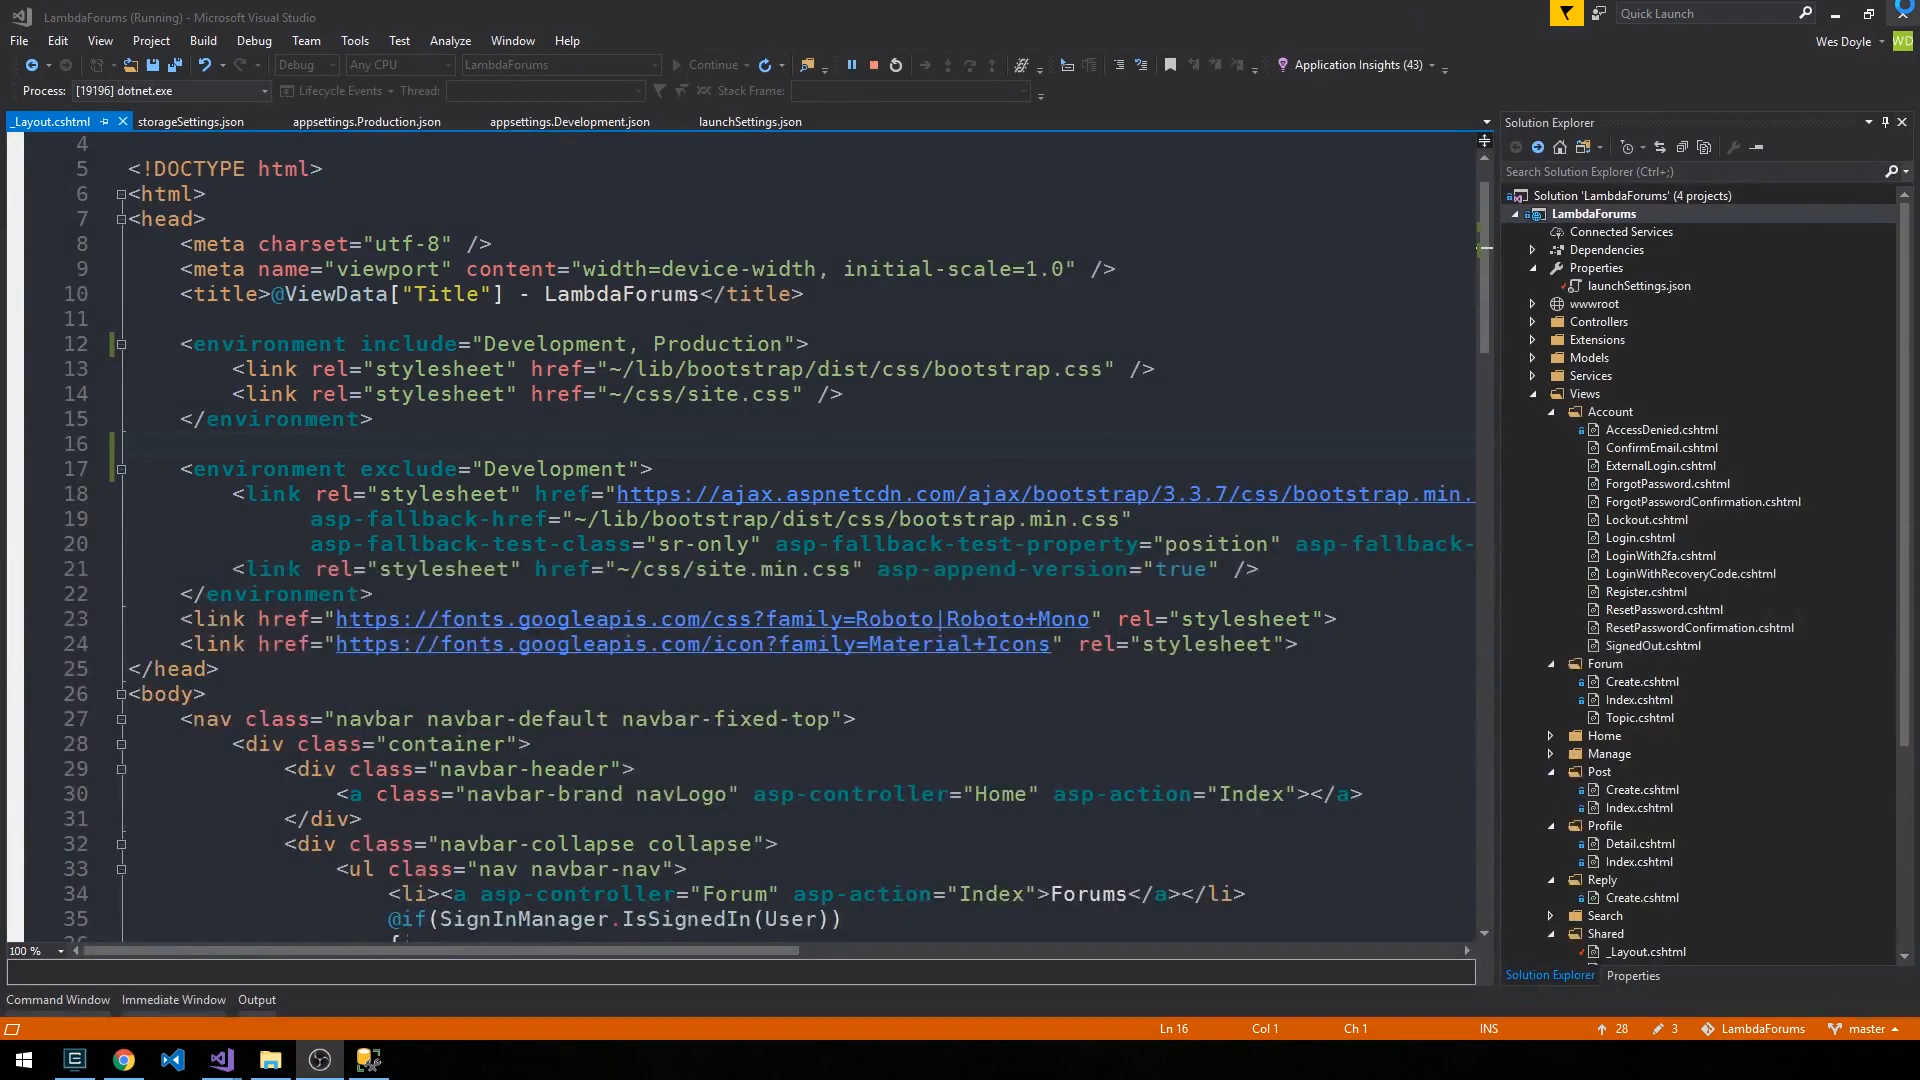 LambdaForums (Running) - Microsoft Visual Studio
Quick Launch
File Edit View Project Build Debug Team Tools Test Analyze Window Help
Wes Doyle WD
Debug Any CPU LambdaForums Continue Application Insights (43)
Process: [19196] dotnet.exe Lifecycle Events Thread: Stack Frame:
_Layout.cshtml storageSettings.json appsettings.Production.json appsettings.Development.json launchSettings.json
4
5 <!DOCTYPE html>
6 <html>
7 <head>
8 <meta charset="utf-8" />
9 <meta name="viewport" content="width=device-width, initial-scale=1.0" />
10 <title>@ViewData["Title"] - LambdaForums</title>
11
12 <environment include="Development, Production">
13 <link rel="stylesheet" href="~/lib/bootstrap/dist/css/bootstrap.css" />
14 <link rel="stylesheet" href="~/css/site.css" />
15 </environment>
16
17 <environment exclude="Development">
18 <link rel="stylesheet" href="https://ajax.aspnetcdn.com/ajax/bootstrap/3.3.7/css/bootstrap.min.
19 asp-fallback-href="~/lib/bootstrap/dist/css/bootstrap.min.css"
20 asp-fallback-test-class="sr-only" asp-fallback-test-property="position" asp-fallback-
21 <link rel="stylesheet" href="~/css/site.min.css" asp-append-version="true" />
22 </environment>
23 <link href="https://fonts.googleapis.com/css?family=Roboto|Roboto+Mono" rel="stylesheet">
24 <link href="https://fonts.googleapis.com/icon?family=Material+Icons" rel="stylesheet">
25 </head>
26 <body>
27 <nav class="navbar navbar-default navbar-fixed-top">
28 <div class="container">
29 <div class="navbar-header">
30 <a class="navbar-brand navLogo" asp-controller="Home" asp-action="Index"></a>
31 </div>
32 <div class="navbar-collapse collapse">
33 <ul class="nav navbar-nav">
34 <li><a asp-controller="Forum" asp-action="Index">Forums</a></li>
35 @if(SignInManager.IsSignedIn(User))
{
100 %
Command Window Immediate Window Output
Solution Explorer
Search Solution Explorer (Ctrl+;)
Solution 'LambdaForums' (4 projects)
LambdaForums
Connected Services
Dependencies
Properties
launchSettings.json
wwwroot
Controllers
Extensions
Models
Services
Views
Account
AccessDenied.cshtml
ConfirmEmail.cshtml
ExternalLogin.cshtml
ForgotPassword.cshtml
ForgotPasswordConfirmation.cshtml
Lockout.cshtml
Login.cshtml
LoginWith2fa.cshtml
LoginWithRecoveryCode.cshtml
Register.cshtml
ResetPassword.cshtml
ResetPasswordConfirmation.cshtml
SignedOut.cshtml
Forum
Create.cshtml
Index.cshtml
Topic.cshtml
Home
Manage
Post
Create.cshtml
Index.cshtml
Profile
Detail.cshtml
Index.cshtml
Reply
Create.cshtml
Search
Shared
_Layout.cshtml
Solution Explorer Properties
Ln 16 Col 1 Ch 1 INS 28 3 LambdaForums master